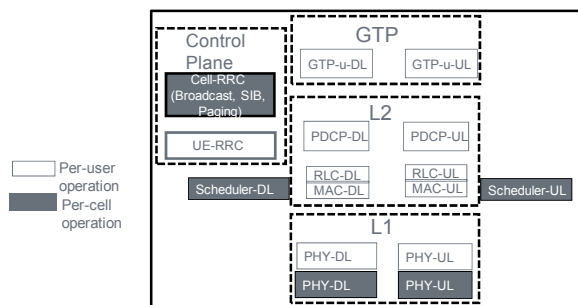 Control
Plane
Cell-RRC
(Broadcast, SIB,
Paging)
UE-RRC
GTP
GTP-u-DL
GTP-u-UL
L2
PDCP-DL
PDCP-UL
RLC-DL
RLC-UL
MAC-DL
MAC-UL
Per-user
operation
Per-cell
operation
Scheduler-DL
Scheduler-UL
L1
PHY-DL
PHY-UL
PHY-DL
PHY-UL